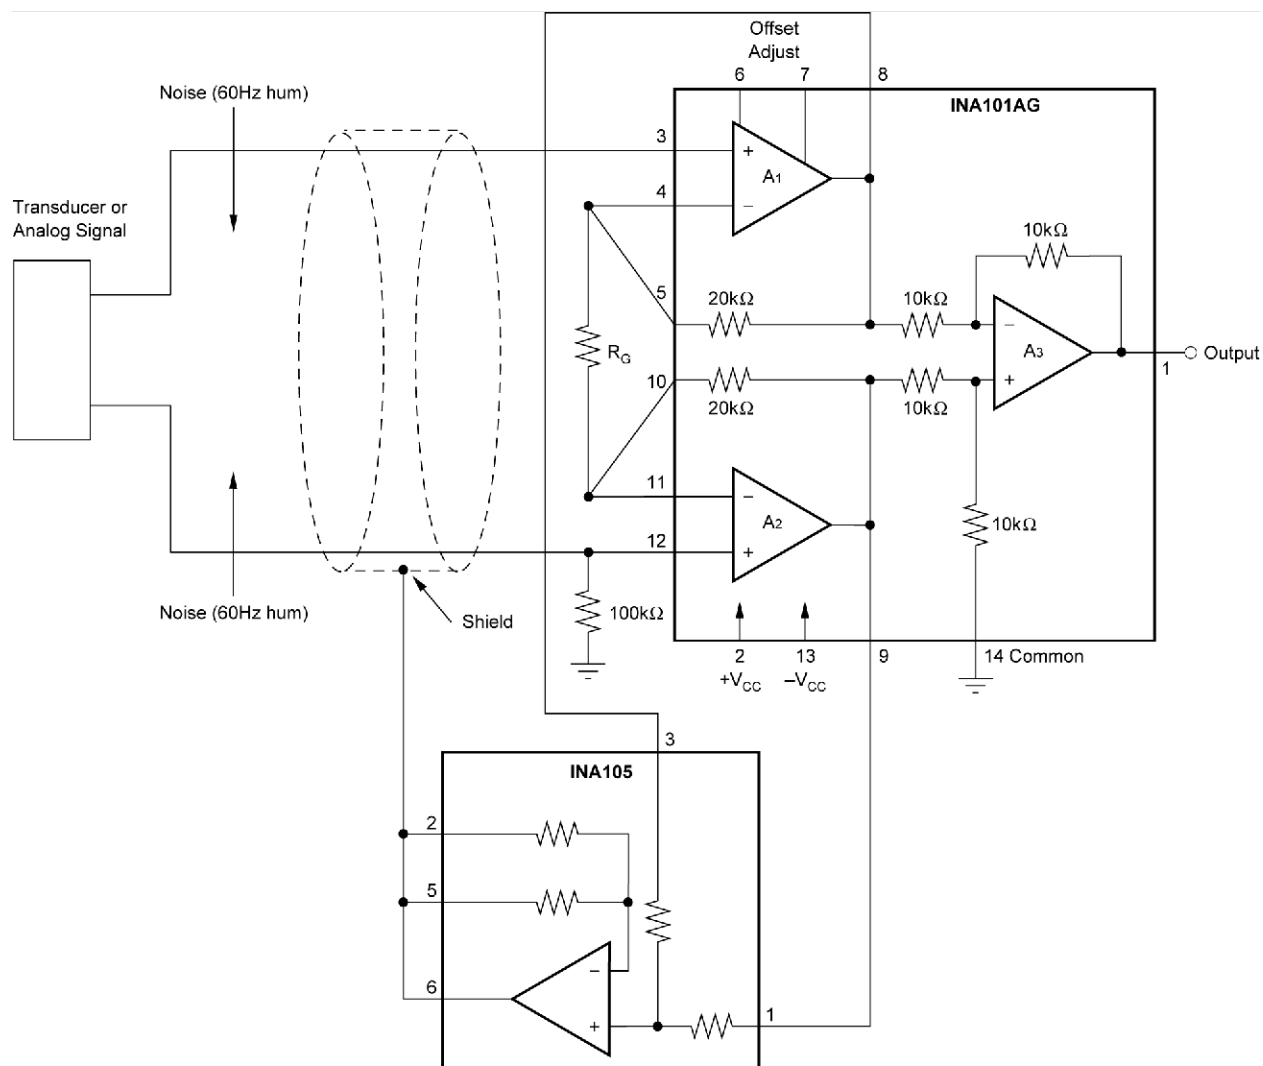 Offset
Adjust
6
7
8
Noise (60Hz hum)
INA101AG
3
+
A1
4
–
Transducer or
Analog Signal
10kΩ
5
20kΩ
10kΩ
–
A3
RG
Output
1
10
+
20kΩ
10kΩ
11
–
A2
10kΩ
12
+
Noise (60Hz hum)
Shield
100kΩ
2
+VCC
13
–VCC
9
14 Common
3
INA105
2
5
–
6
+
1